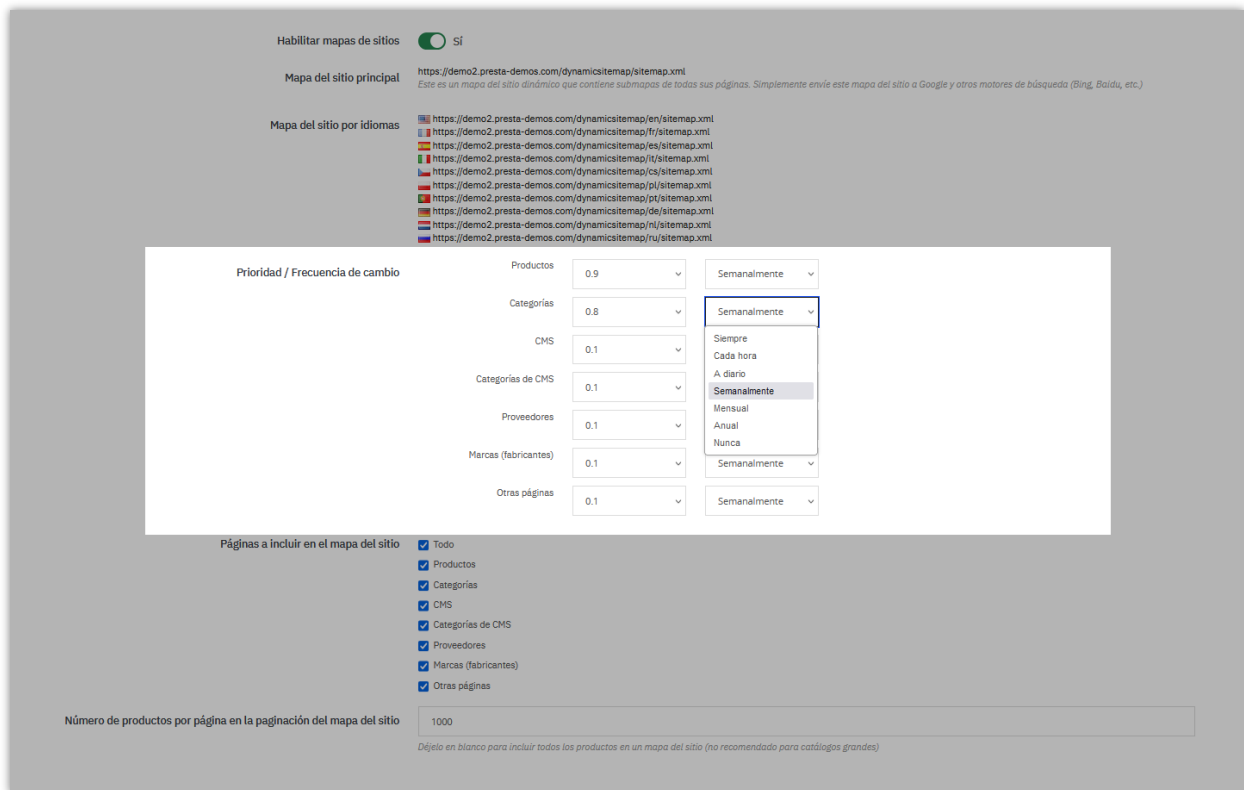 Habilitar mapas de sitios Sí
Mapa del sitio principal https://demo2.presta-demos.com/dynamicsitemap/sitemap.xml
Este es un mapa del sitio dinámico que contiene submapas de todas sus páginas. Simplemente envíe este mapa del sitio a Google y otros motores de búsqueda (Bing, Baidu, etc.)
Mapa del sitio por idiomas https://demo2.presta-demos.com/dynamicsitemap/en/sitemap.xml
https://demo2.presta-demos.com/dynamicsitemap/fr/sitemap.xml
https://demo2.presta-demos.com/dynamicsitemap/es/sitemap.xml
https://demo2.presta-demos.com/dynamicsitemap/it/sitemap.xml
https://demo2.presta-demos.com/dynamicsitemap/cs/sitemap.xml
https://demo2.presta-demos.com/dynamicsitemap/pl/sitemap.xml
https://demo2.presta-demos.com/dynamicsitemap/pt/sitemap.xml
https://demo2.presta-demos.com/dynamicsitemap/de/sitemap.xml
https://demo2.presta-demos.com/dynamicsitemap/nl/sitemap.xml
https://demo2.presta-demos.com/dynamicsitemap/ru/sitemap.xml
Prioridad / Frecuencia de cambio Productos 0.9 Semanalmente
Categorías 0.8 Semanalmente
Siempre
CMS 0.1
Cada hora
A diario
Categorías de CMS 0.1
Semanalmente
Mensual
Proveedores 0.1
Anual
Nunca
Marcas (fabricantes) 0.1 Semanalmente
Otras páginas 0.1 Semanalmente
Páginas a incluir en el mapa del sitio Todo
Productos
Categorías
CMS
Categorías de CMS
Proveedores
Marcas (fabricantes)
Otras páginas
Número de productos por página en la paginación del mapa del sitio 1000
Déjelo en blanco para incluir todos los productos en un mapa del sitio (no recomendado para catálogos grandes)